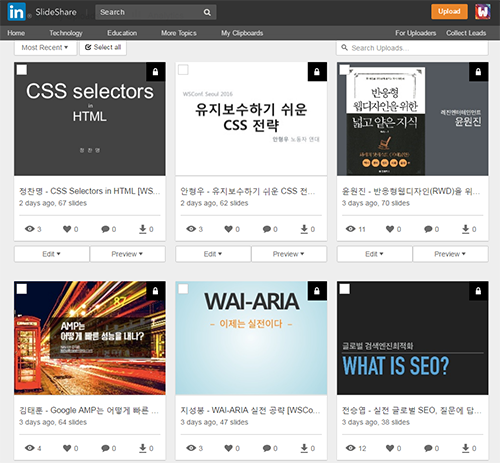 in SlideShare Search Upload
Home Technology Education More Topics My Clipboards For Uploaders Collect Leads
Most Recent Select all Search Uploads...
CSS selectors
in
HTML
정 찬 명
WSConf. Seoul 2016
유지보수하기 쉬운
CSS 전략
안형우 노동자 연대
반응형
웹디자인을 위한
넓고 얕은 지식
레진엔터테인먼트
윤원진
정찬명 - CSS Selectors in HTML [WS...
2 days ago, 67 slides
3 0 0 0
Edit Preview
안형우 - 유지보수하기 쉬운 CSS 전...
2 days ago, 62 slides
3 0 0 0
Edit Preview
윤원진 - 반응형웹디자인(RWD)을 위...
3 days ago, 70 slides
11 0 0 0
Edit Preview
87
AMP는
어떻게 빠른 성능을 내나?
WAI-ARIA
- 이제는 실전이다 -
글로벌 검색엔진최적화
WHAT IS SEO?
김태훈 - Google AMP는 어떻게 빠른 ...
3 days ago, 64 slides
4 0 0 0
지성봉 - WAI-ARIA 실전 공략 [WSCo...
3 days ago, 47 slides
3 0 0 0
전승엽 - 실전 글로벌 SEO, 질문에 답...
3 days ago, 38 slides
12 0 0 0